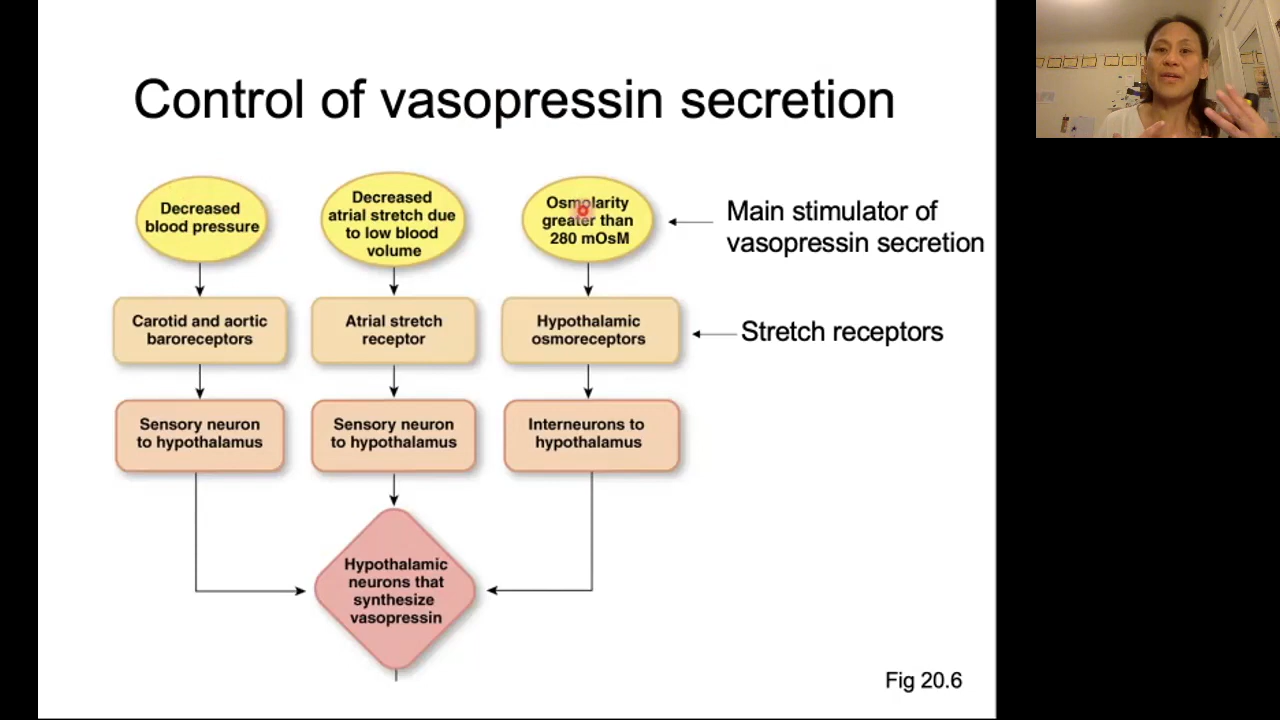 Control of vasopressin secretion
Decreased
blood pressure
Decreased
atrial stretch due
to low blood
volume
Osmolarity
greater than
280 mOsM
Main stimulator of
vasopressin secretion
Carotid and aortic
baroreceptors
Atrial stretch
receptor
Hypothalamic
osmoreceptors
Stretch receptors
Sensory neuron
to hypothalamus
Sensory neuron
to hypothalamus
Interneurons to
hypothalamus
Hypothalamic
neurons that
synthesize
vasopressin
Fig 20.6